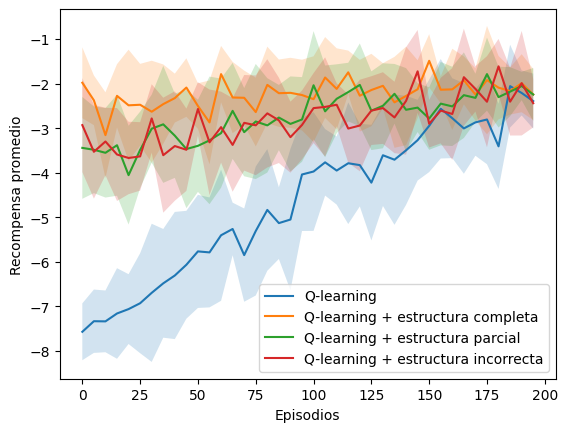 −1
−2
−3
−4
−5
−6
−7
−8
Recompensa promedio
0
25
50
75
100
125
150
175
200
Episodios
Q-learning
Q-learning + estructura completa
Q-learning + estructura parcial
Q-learning + estructura incorrecta